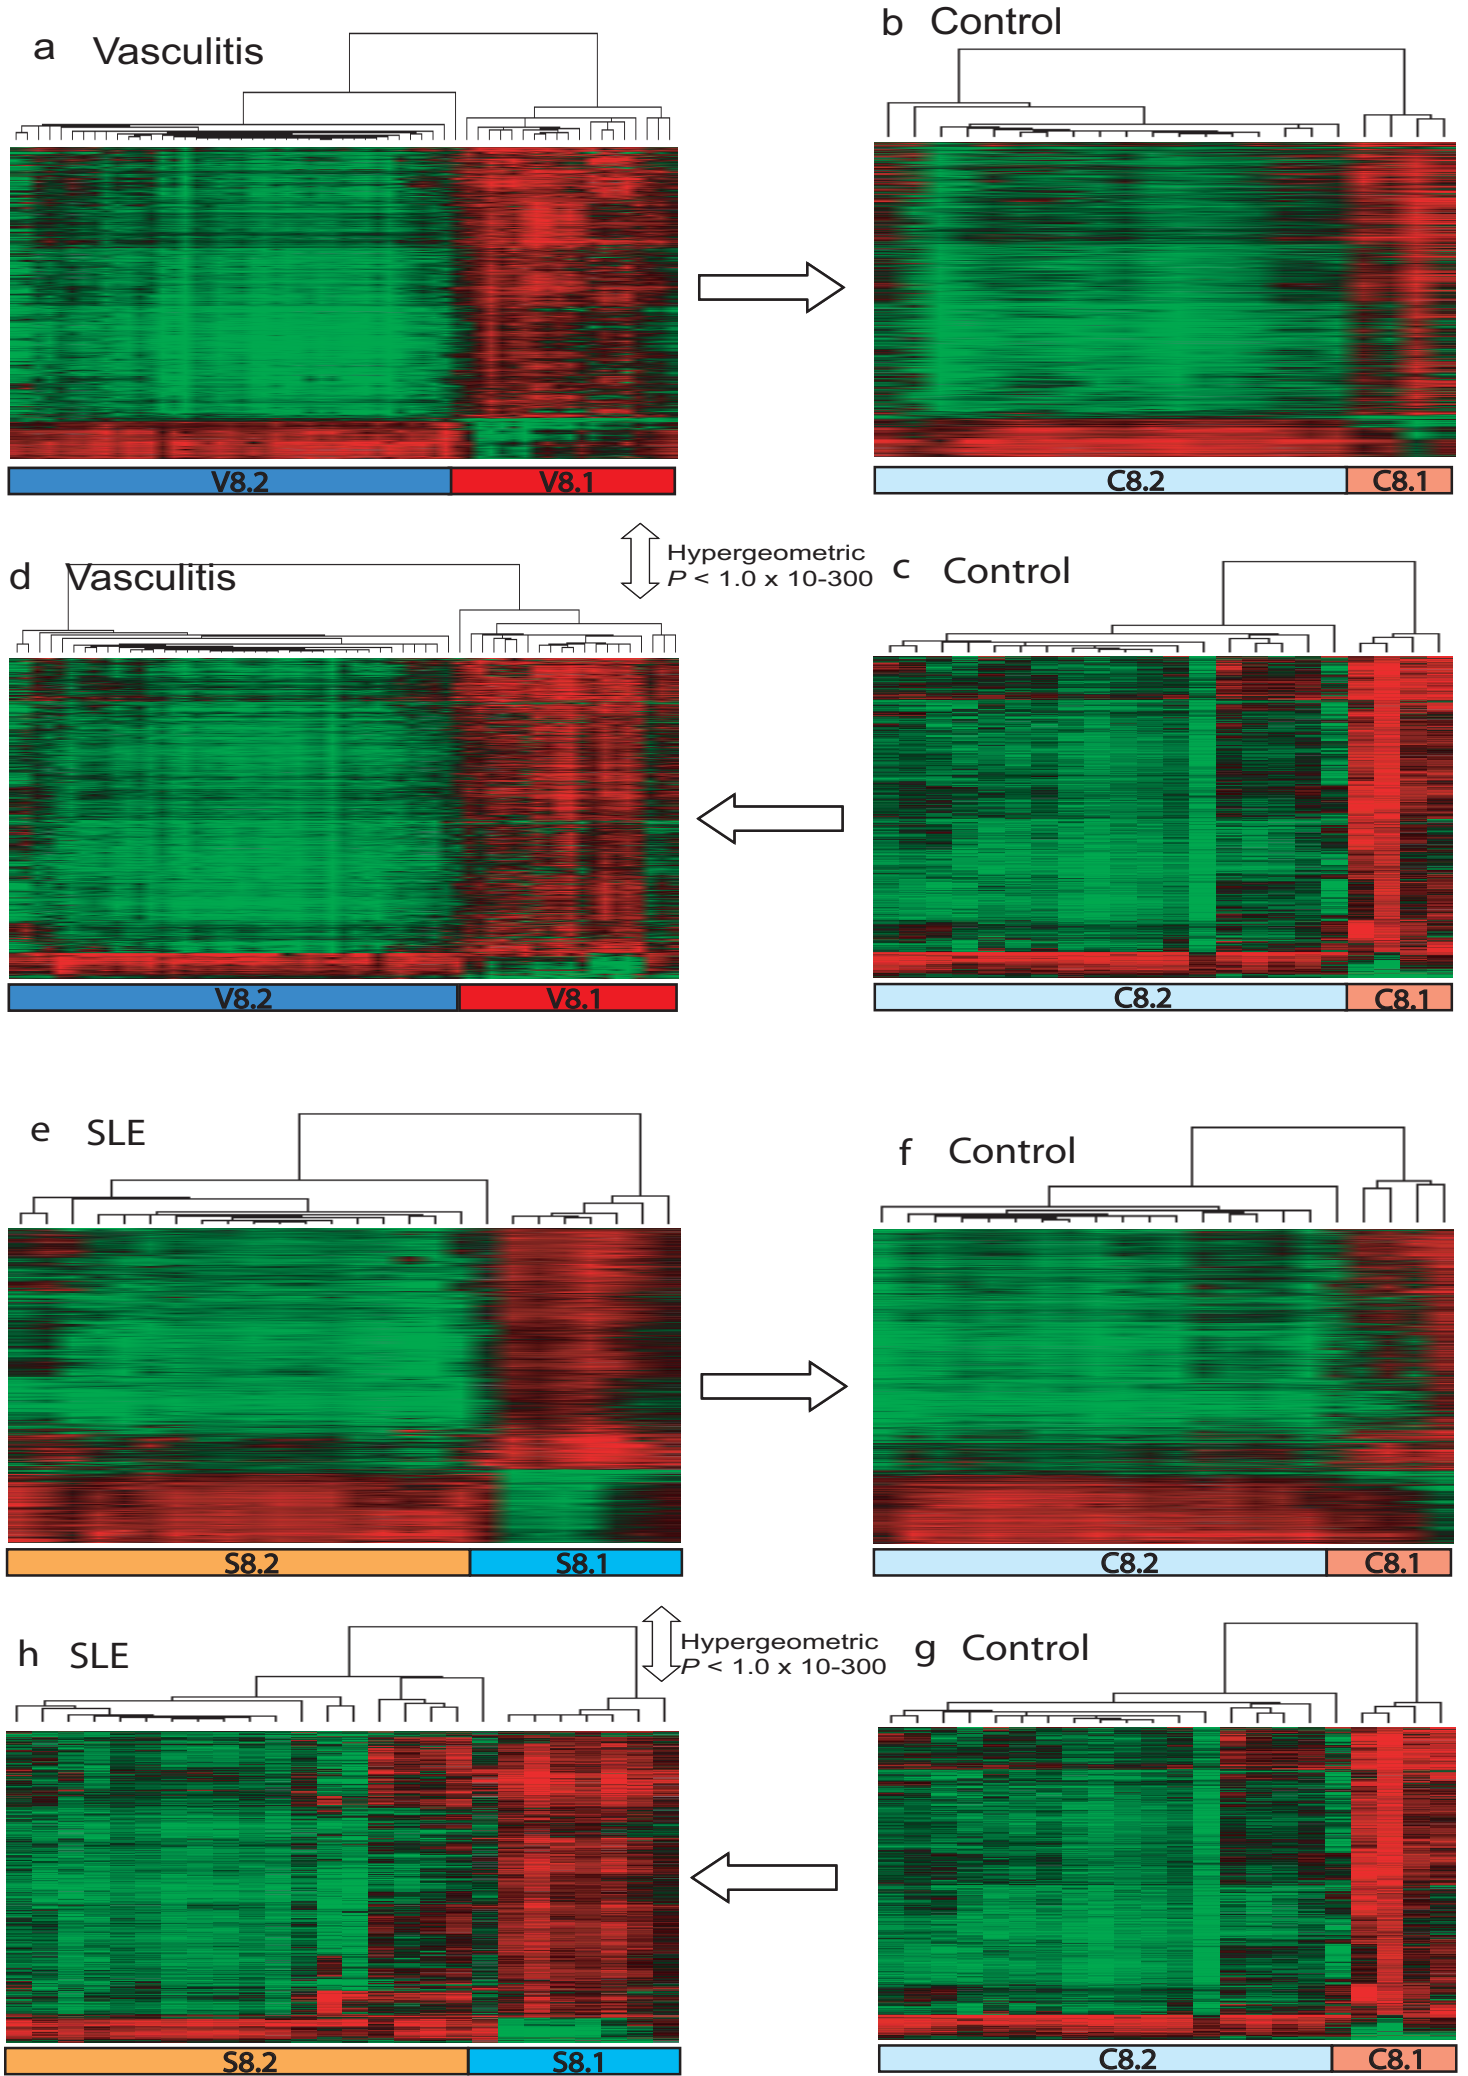 a Vasculitis
b Control
V8.2 V8.1
C8.2 C8.1
Hypergeometric
P < 1.0 x 10-300
d Vasculitis
c Control
V8.2 V8.1
C8.2 C8.1
e SLE
f Control
S8.2 S8.1
C8.2 C8.1
Hypergeometric
P < 1.0 x 10-300
h SLE
g Control
S8.2 S8.1
C8.2 C8.1